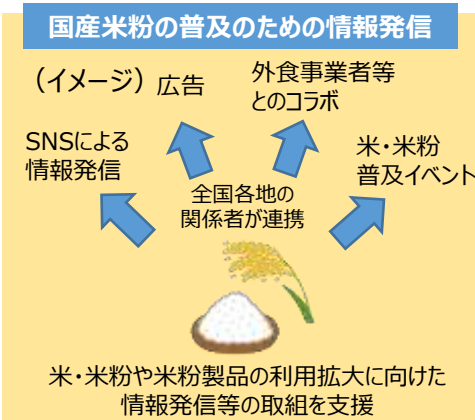 国産米粉の普及のための情報発信
（イメージ）広告
外食事業者等
とのコラボ
SNSによる
情報発信
米・米粉
普及イベント
全国各地の
関係者が連携
米・米粉や米粉製品の利用拡大に向けた
情報発信等の取組を支援